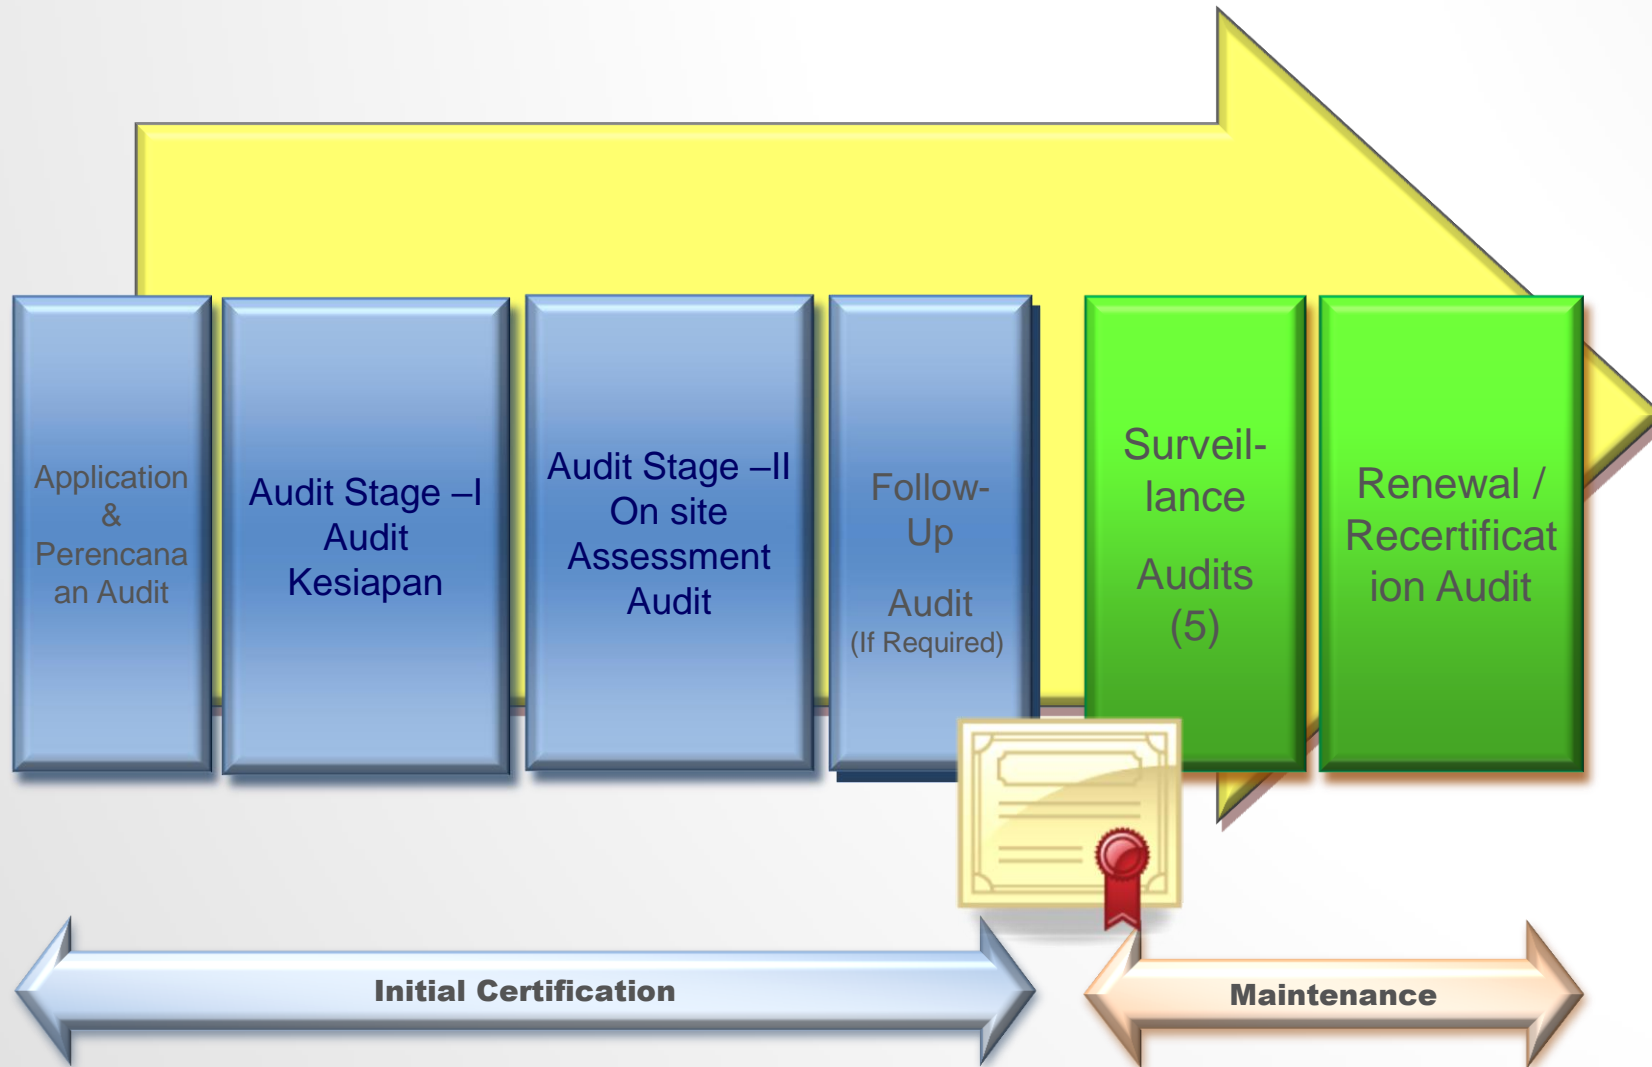 Application
&
Perencana
an Audit
Audit Stage –I
Audit
Kesiapan
Audit Stage –II
On site
Assessment
Audit
Follow-
Up
Audit
(If Required)
Surveil-
lance
Audits
(5)
Renewal /
Recertificat
ion Audit
Initial Certification
Maintenance